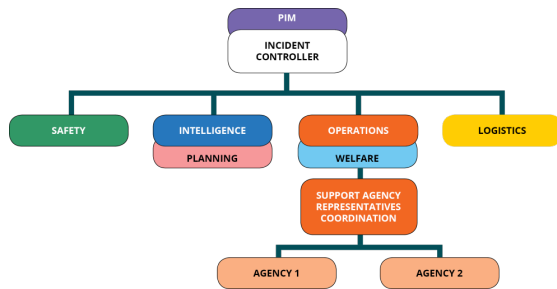 PIM
INCIDENT
CONTROLLER
SAFETY
INTELLIGENCE
OPERATIONS
LOGISTICS
PLANNING
WELFARE
SUPPORT AGENCY
REPRESENTATIVES
COORDINATION
AGENCY 1
AGENCY 2